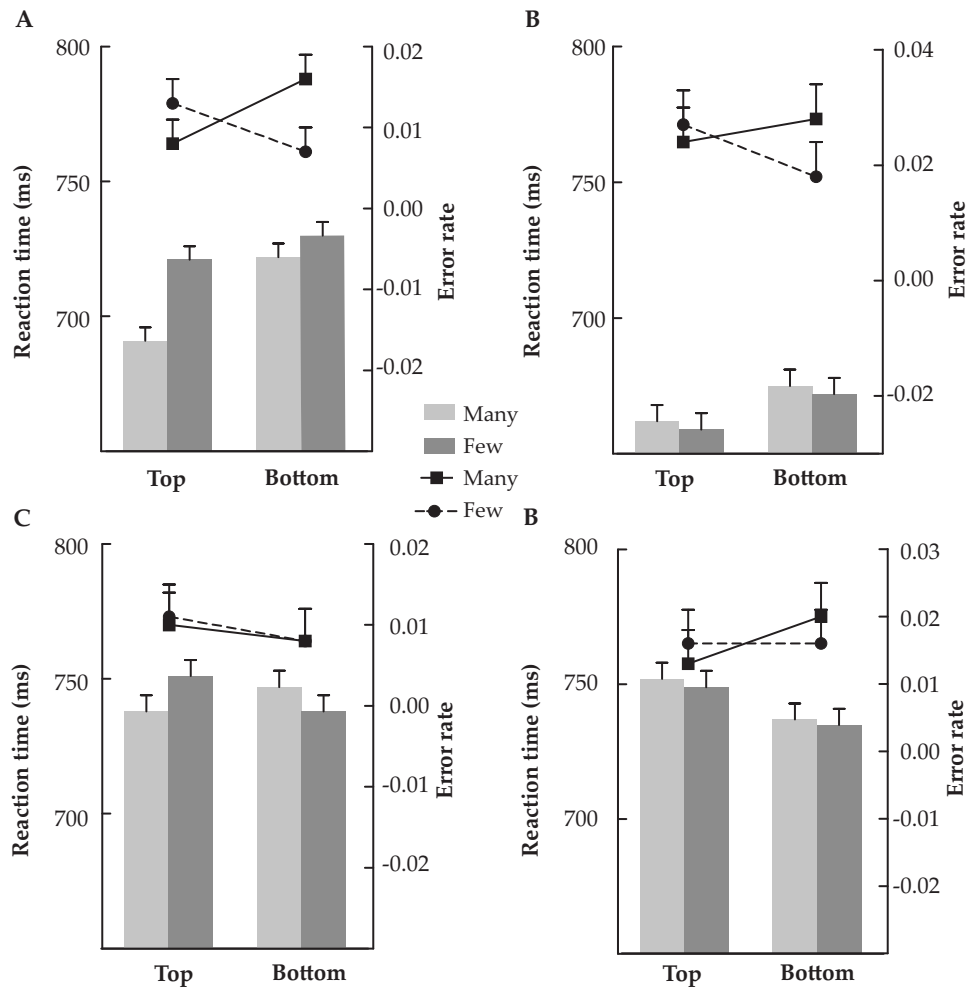 A
800
750
700
Reaction time (ms)
0.02
0.01
0.00
-0.01
-0.02
Error rate
Top
Bottom
B
800
750
700
Reaction time (ms)
0.04
0.02
0.00
-0.02
Error rate
Top
Bottom
Many
Few
Many
Few
C
800
750
700
Reaction time (ms)
0.02
0.01
0.00
-0.01
-0.02
Error rate
Top
Bottom
B
800
750
700
Reaction time (ms)
0.03
0.02
0.01
0.00
-0.01
-0.02
Error rate
Top
Bottom